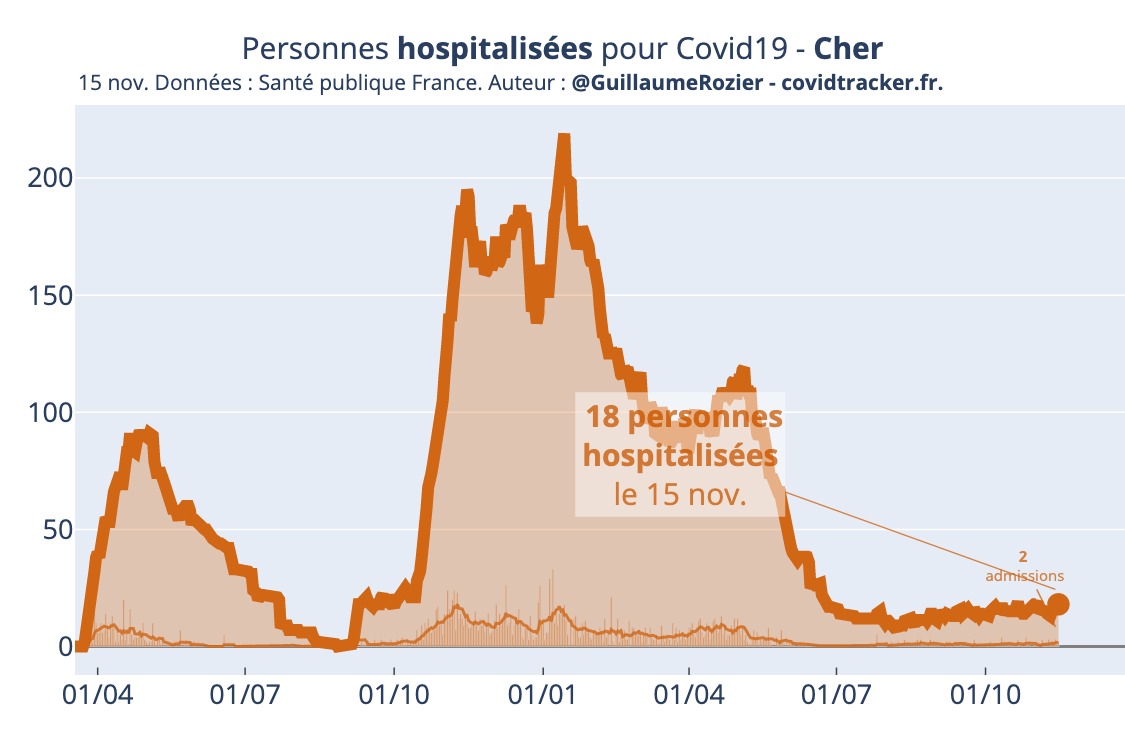 Personnes hospitalisées pour Covid19 - Cher
15 nov. Données : Santé publique France. Auteur : @GuillaumeRozier - covidtracker.fr.
200
150
100
50
0
18 personnes
hospitalisées
le 15 nov.
2
admissions
01/04 01/07 01/10 01/01 01/04 01/07 01/10